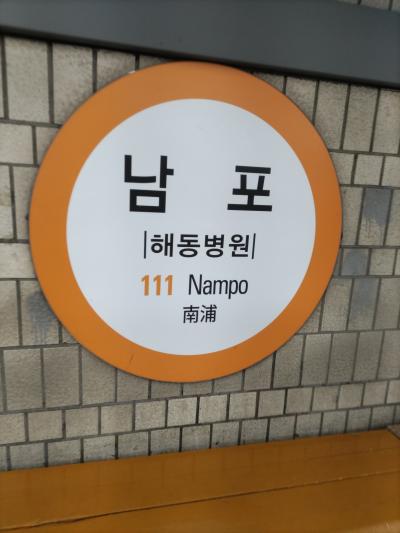 남 포
|해동병원|
111 Nampo
南浦